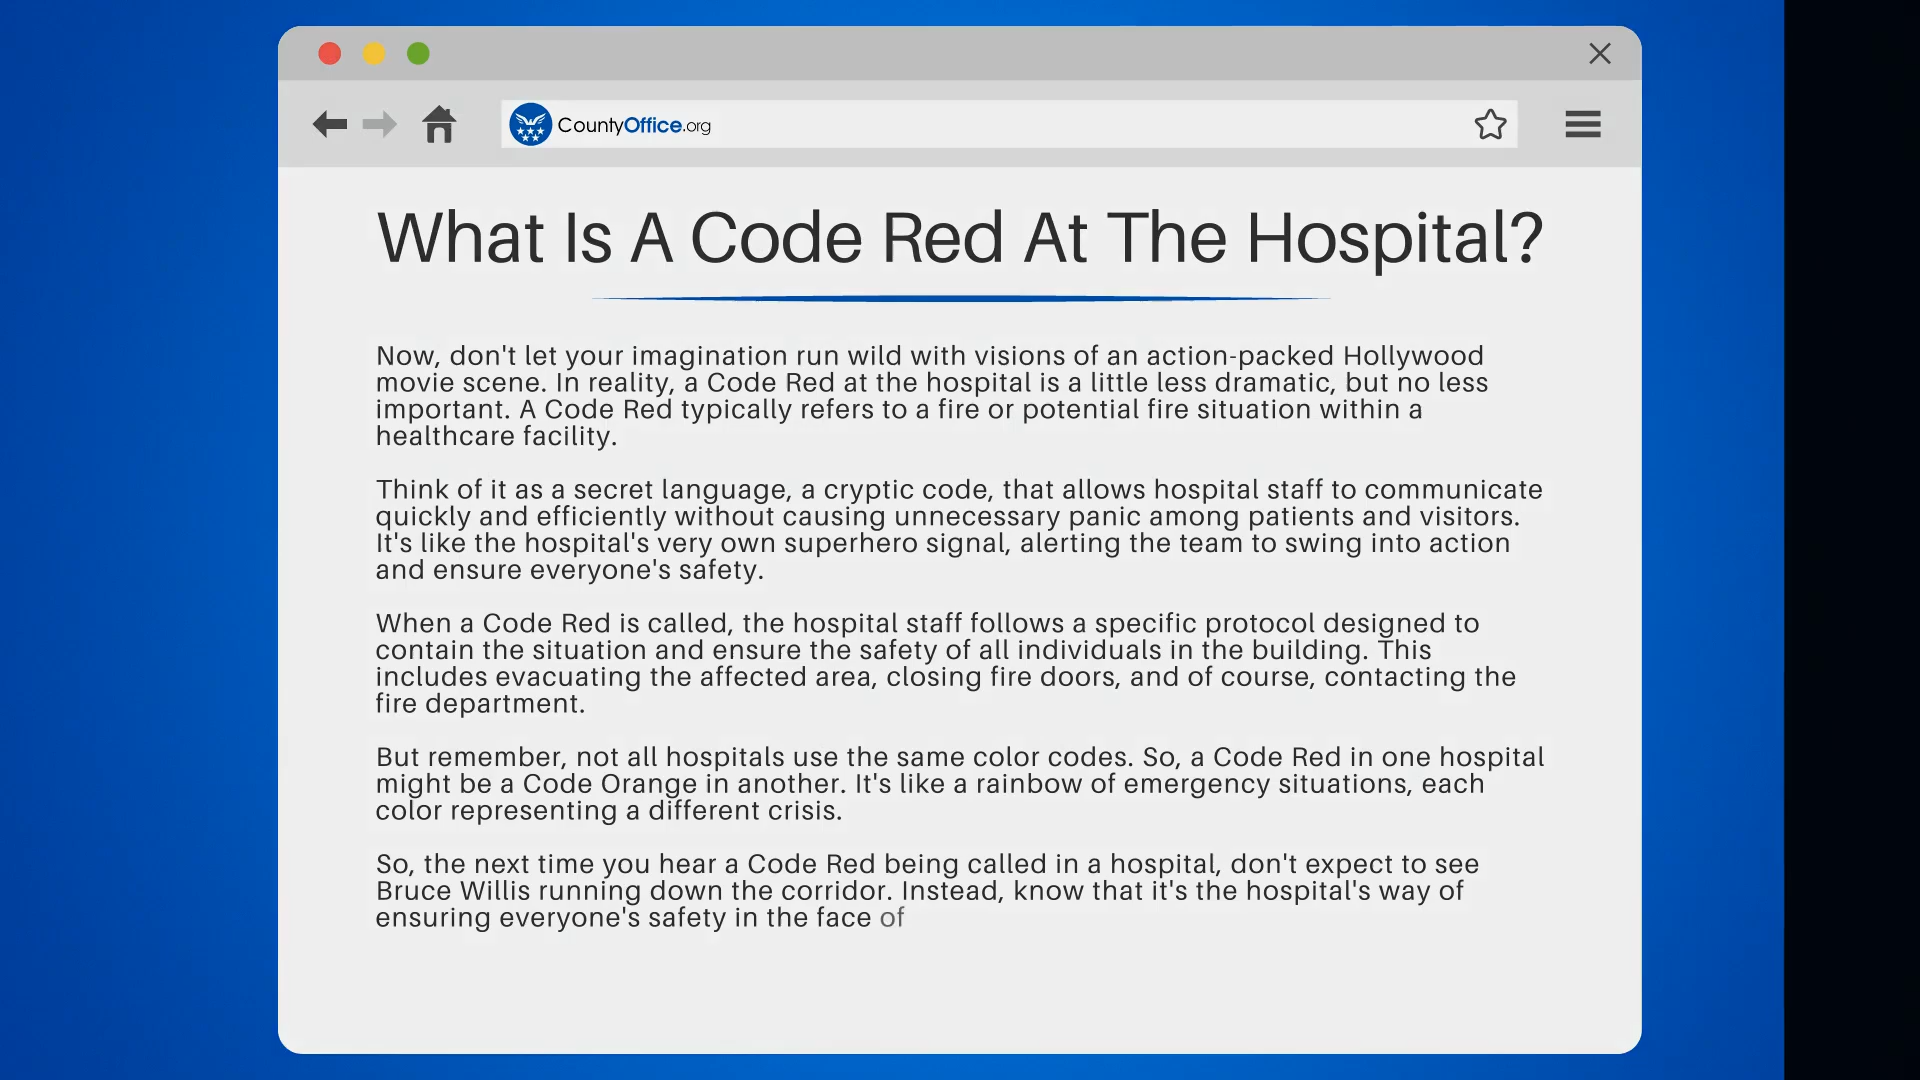 CountyOffice.org
What Is A Code Red At The Hospital?
Now, don't let your imagination run wild with visions of an action-packed Hollywood
movie scene. In reality, a Code Red at the hospital is a little less dramatic, but no less
important. A Code Red typically refers to a fire or potential fire situation within a
healthcare facility.
Think of it as a secret language, a cryptic code, that allows hospital staff to communicate
quickly and efficiently without causing unnecessary panic among patients and visitors.
It's like the hospital's very own superhero signal, alerting the team to swing into action
and ensure everyone's safety.
When a Code Red is called, the hospital staff follows a specific protocol designed to
contain the situation and ensure the safety of all individuals in the building. This
includes evacuating the affected area, closing fire doors, and of course, contacting the
fire department.
But remember, not all hospitals use the same color codes. So, a Code Red in one hospital
might be a Code Orange in another. It's like a rainbow of emergency situations, each
color representing a different crisis.
So, the next time you hear a Code Red being called in a hospital, don't expect to see
Bruce Willis running down the corridor. Instead, know that it's the hospital's way of
ensuring everyone's safety in the face of